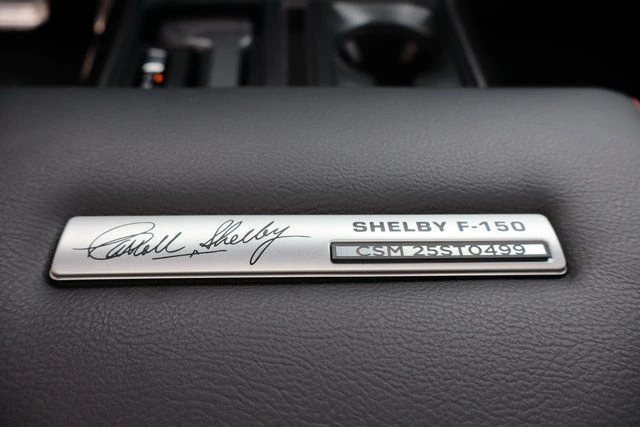 Carroll Shelby
SHELBY F-150
CSM 25ST0499